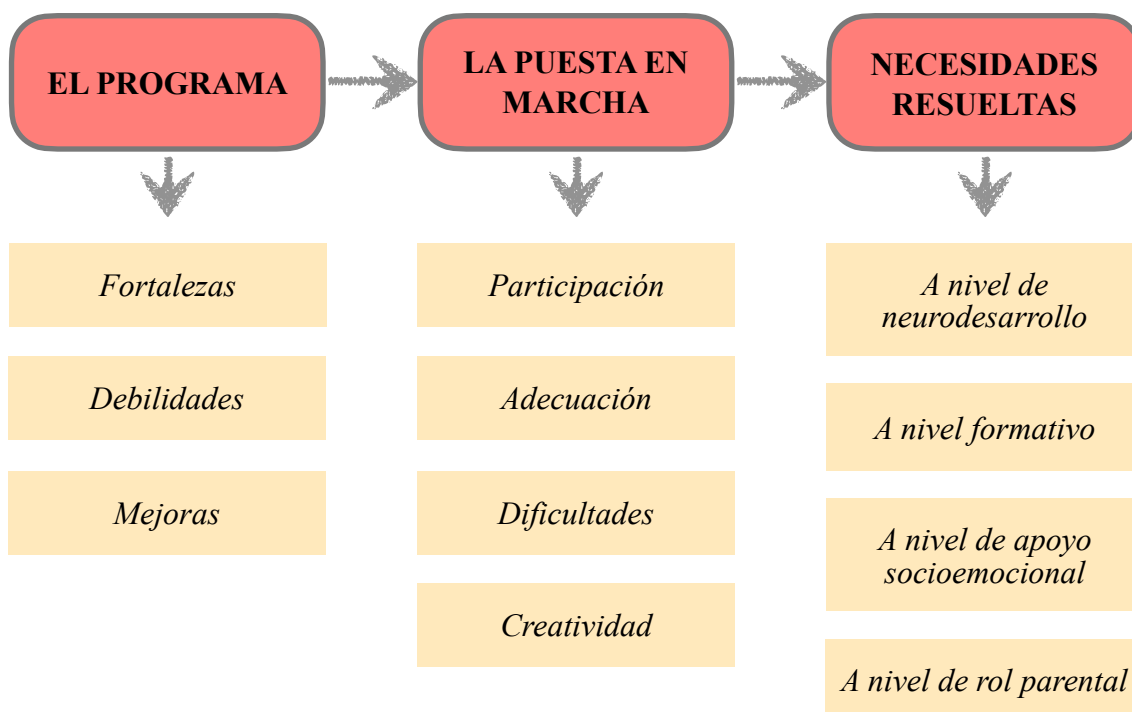 EL PROGRAMA
LA PUESTA EN
MARCHA
NECESIDADES
RESUELTAS
Fortalezas
Debilidades
Mejoras
Participación
Adecuación
Dificultades
Creatividad
A nivel de
neurodesarrollo
A nivel formativo
A nivel de apoyo
socioemocional
A nivel de rol parental